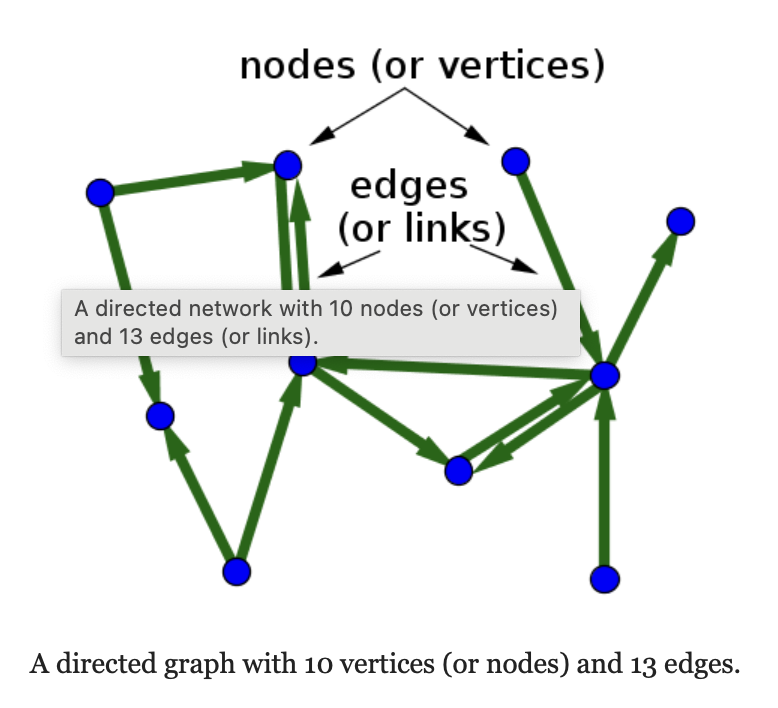 nodes (or vertices)
edges
(or links)
A directed network with 10 nodes (or vertices)
and 13 edges (or links).
A directed graph with 10 vertices (or nodes) and 13 edges.